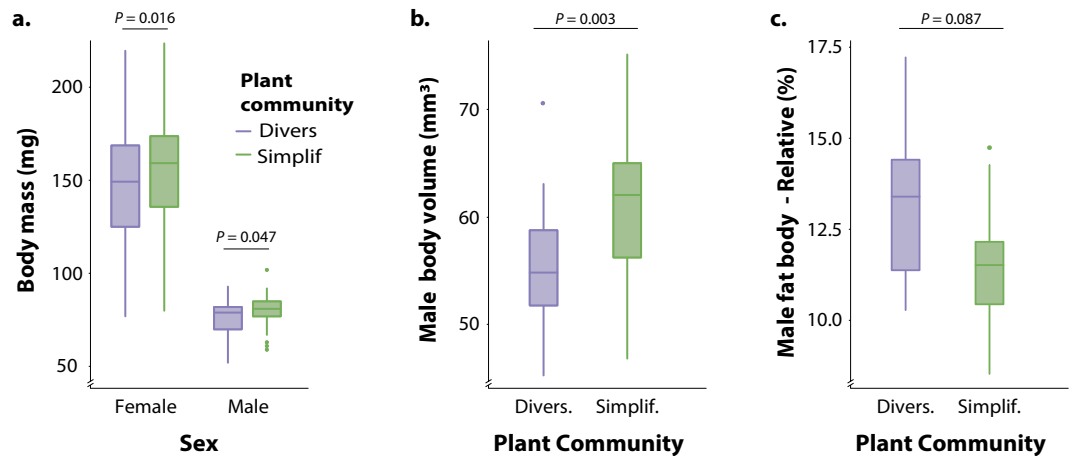 a.
P = 0.016
200
150
100
50
Body mass (mg)
Plant
community
Divers
Simplif
P = 0.047
Female
Male
Sex
b.
P = 0.003
70
60
50
Male body volume (mm³)
Divers.
Simplif.
Plant Community
c.
P = 0.087
17.5
15.0
12.5
10.0
Male fat body - Relative (%)
Divers.
Simplif.
Plant Community